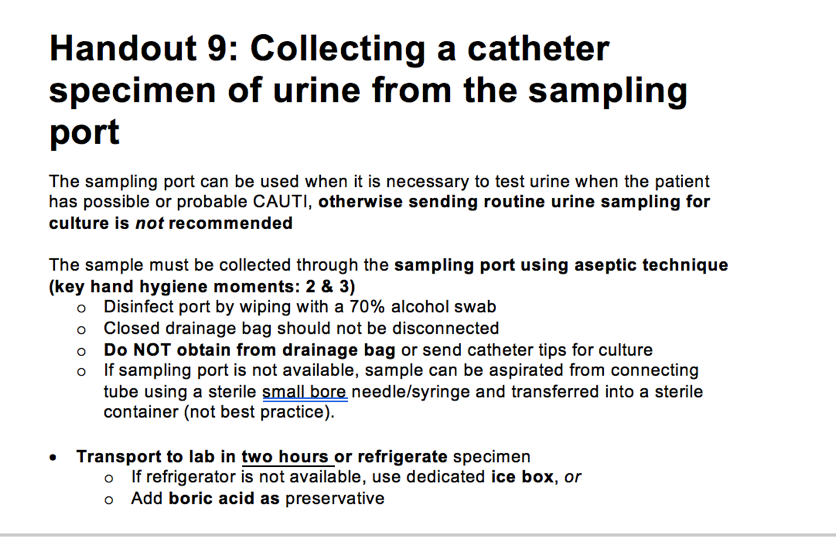 Handout 9: Collecting a catheter
specimen of urine from the sampling
port
The sampling port can be used when it is necessary to test urine when the patient
has possible or probable CAUTI, otherwise sending routine urine sampling for
culture is not recommended
The sample must be collected through the sampling port using aseptic technique
(key hand hygiene moments: 2 & 3)
o Disinfect port by wiping with a 70% alcohol swab
o Closed drainage bag should not be disconnected
o Do NOT obtain from drainage bag or send catheter tips for culture
o If sampling port is not available, sample can be aspirated from connecting
tube using a sterile small bore needle/syringe and transferred into a sterile
container (not best practice).
• Transport to lab in two hours or refrigerate specimen
o If refrigerator is not available, use dedicated ice box, or
o Add boric acid as preservative